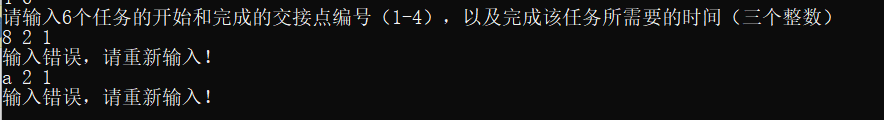 请输入6个任务的开始和完成的交接点编号（1-4），以及完成该任务所需要的时间（三个整数）
8 2 1
输入错误，请重新输入！
a 2 1
输入错误，请重新输入！